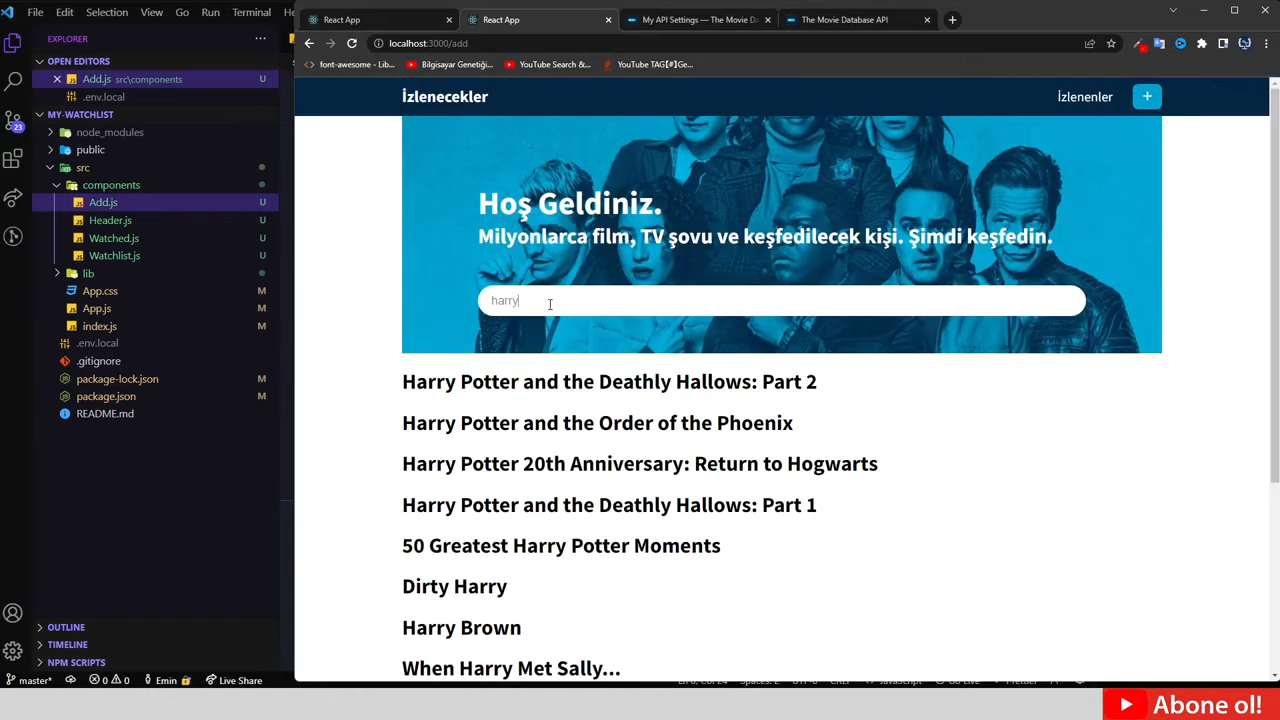 File Edit Selection View Go Run Terminal
EXPLORER
OPEN EDITORS
Add.js src\components U
.env.local
MY-WATCHLIST
node_modules
public
src
components
Add.js U
Header.js U
Watched.js U
Watchlist.js U
lib
App.css M
App.js M
index.js M
.env.local
.gitignore
package-lock.json M
package.json M
README.md
23
OUTLINE
TIMELINE
NPM SCRIPTS
master* 0 0 Emin Live Share
React App
React App
My API Settings — The Movie D
The Movie Database API
localhost:3000/add
font-awesome - Lib...
Bilgisayar Genetiği...
YouTube Search &...
YouTube TAG【#】Ge...
İzlenecekler
İzlenenler
+
Hoş Geldiniz.
Milyonlarca film, TV şovu ve keşfedilecek kişi. Şimdi keşfedin.
harry
Harry Potter and the Deathly Hallows: Part 2
Harry Potter and the Order of the Phoenix
Harry Potter 20th Anniversary: Return to Hogwarts
Harry Potter and the Deathly Hallows: Part 1
50 Greatest Harry Potter Moments
Dirty Harry
Harry Brown
When Harry Met Sally...
Abone ol!